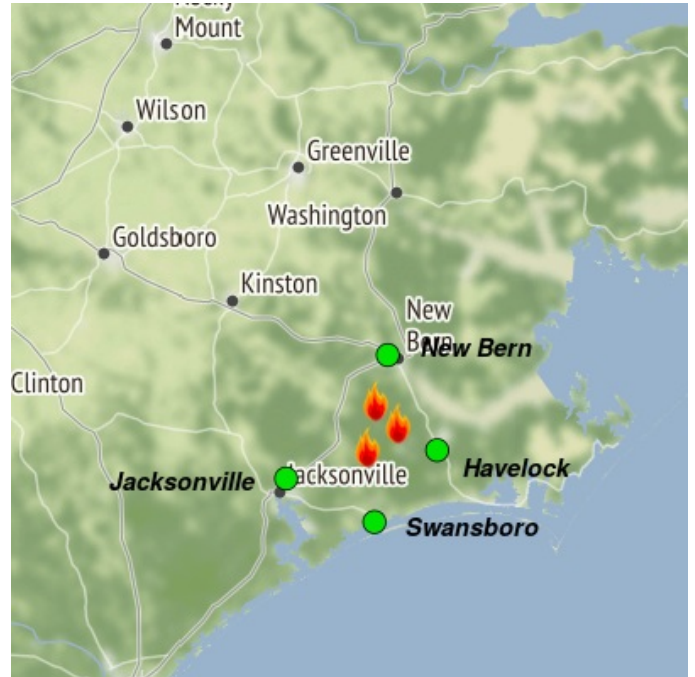 Mount
Wilson
Greenville
Washington
Goldsboro
Kinston
New
Bern
New Bern
Clinton
Jacksonville
Jacksonville
Havelock
Swansboro